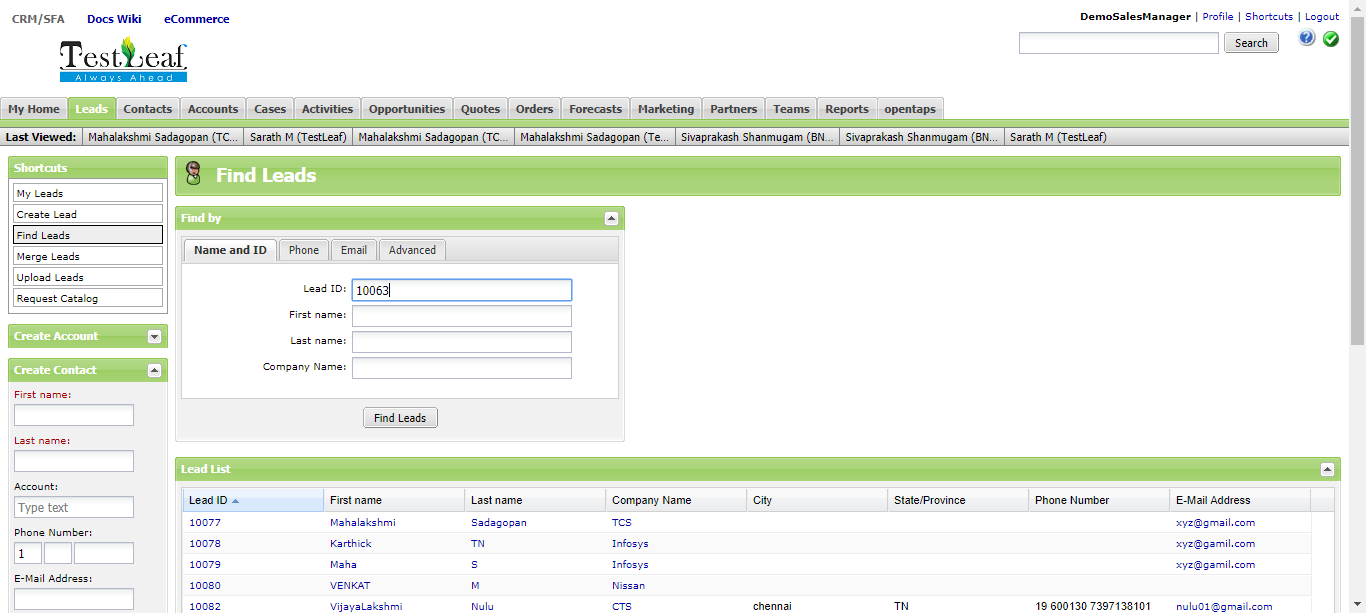 CRM/SFA Docs Wiki eCommerce
DemoSalesManager | Profile | Shortcuts | Logout
TestLeaf
Always Ahead
Search
My Home Leads Contacts Accounts Cases Activities Opportunities Quotes Orders Forecasts Marketing Partners Teams Reports opentaps
Last Viewed: Mahalakshmi Sadagopan (TC... Sarath M (TestLeaf) Mahalakshmi Sadagopan (TC... Mahalakshmi Sadagopan (Te... Sivaprakash Shanmugam (BN... Sivaprakash Shanmugam (BN... Sarath M (TestLeaf)
Shortcuts
My Leads
Create Lead
Find Leads
Merge Leads
Upload Leads
Request Catalog
Create Account
Create Contact
First name:
Last name:
Account:
Type text
Phone Number:
1
E-Mail Address:
Find Leads
Find by
Name and ID Phone Email Advanced
Lead ID: 10063
First name:
Last name:
Company Name:
Find Leads
Lead List
Lead ID First name Last name Company Name City State/Province Phone Number E-Mail Address
10077 Mahalakshmi Sadagopan TCS xyz@gmail.com
10078 Karthick TN Infosys xyz@gamil.com
10079 Maha S Infosys xyz@gamil.com
10080 VENKAT M Nissan
10082 VijayaLakshmi Nulu CTS chennai TN 19 600130 7397138101 nulu01@gmail.com